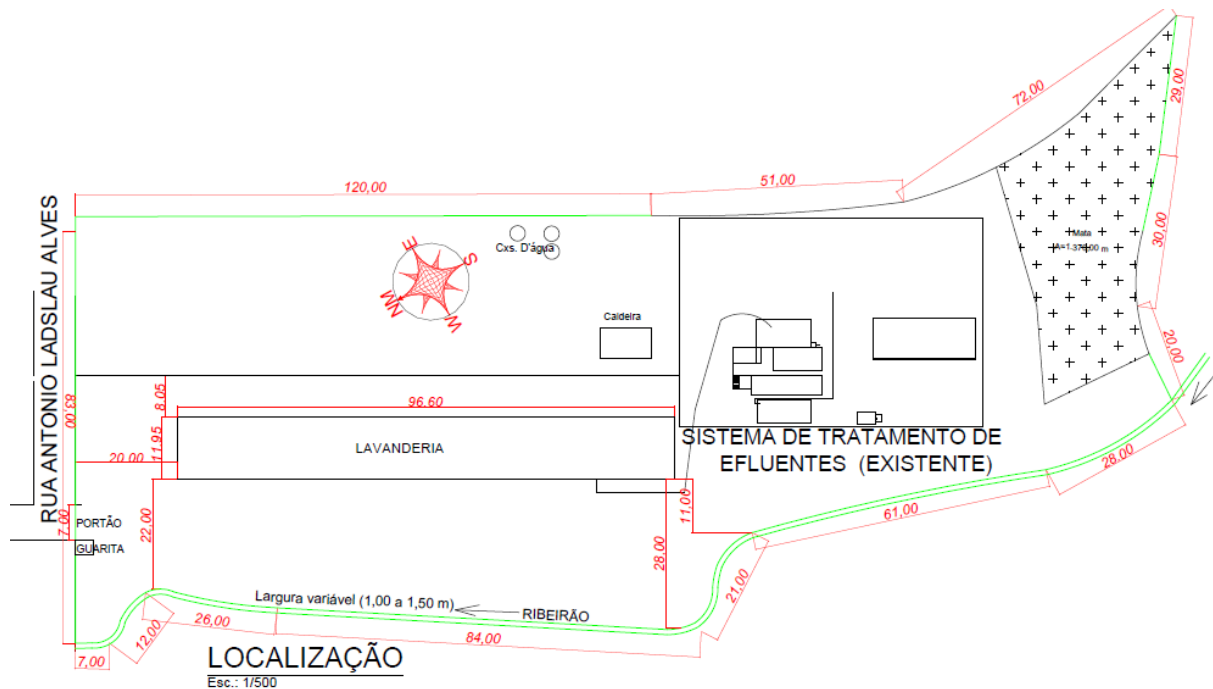 72,00
29,00
120,00
51,00
RUA ANTONIO LADSLAU ALVES
Cxs. D'água
E
S
W
Mata
30,00
Caldeira
20,00
83,00
8.05
96.60
11.95
LAVANDERIA
SISTEMA DE TRATAMENTO DE
EFLUENTES (EXISTENTE)
20.00
28,00
11,00
61,00
7.00
PORTÃO
22,00
GUARITA
28,00
21,00
Largura variável (1,00 a 1,50 m)
RIBEIRÃO
26,00
12,00
84,00
7,00
LOCALIZAÇÃO
Esc.: 1/500